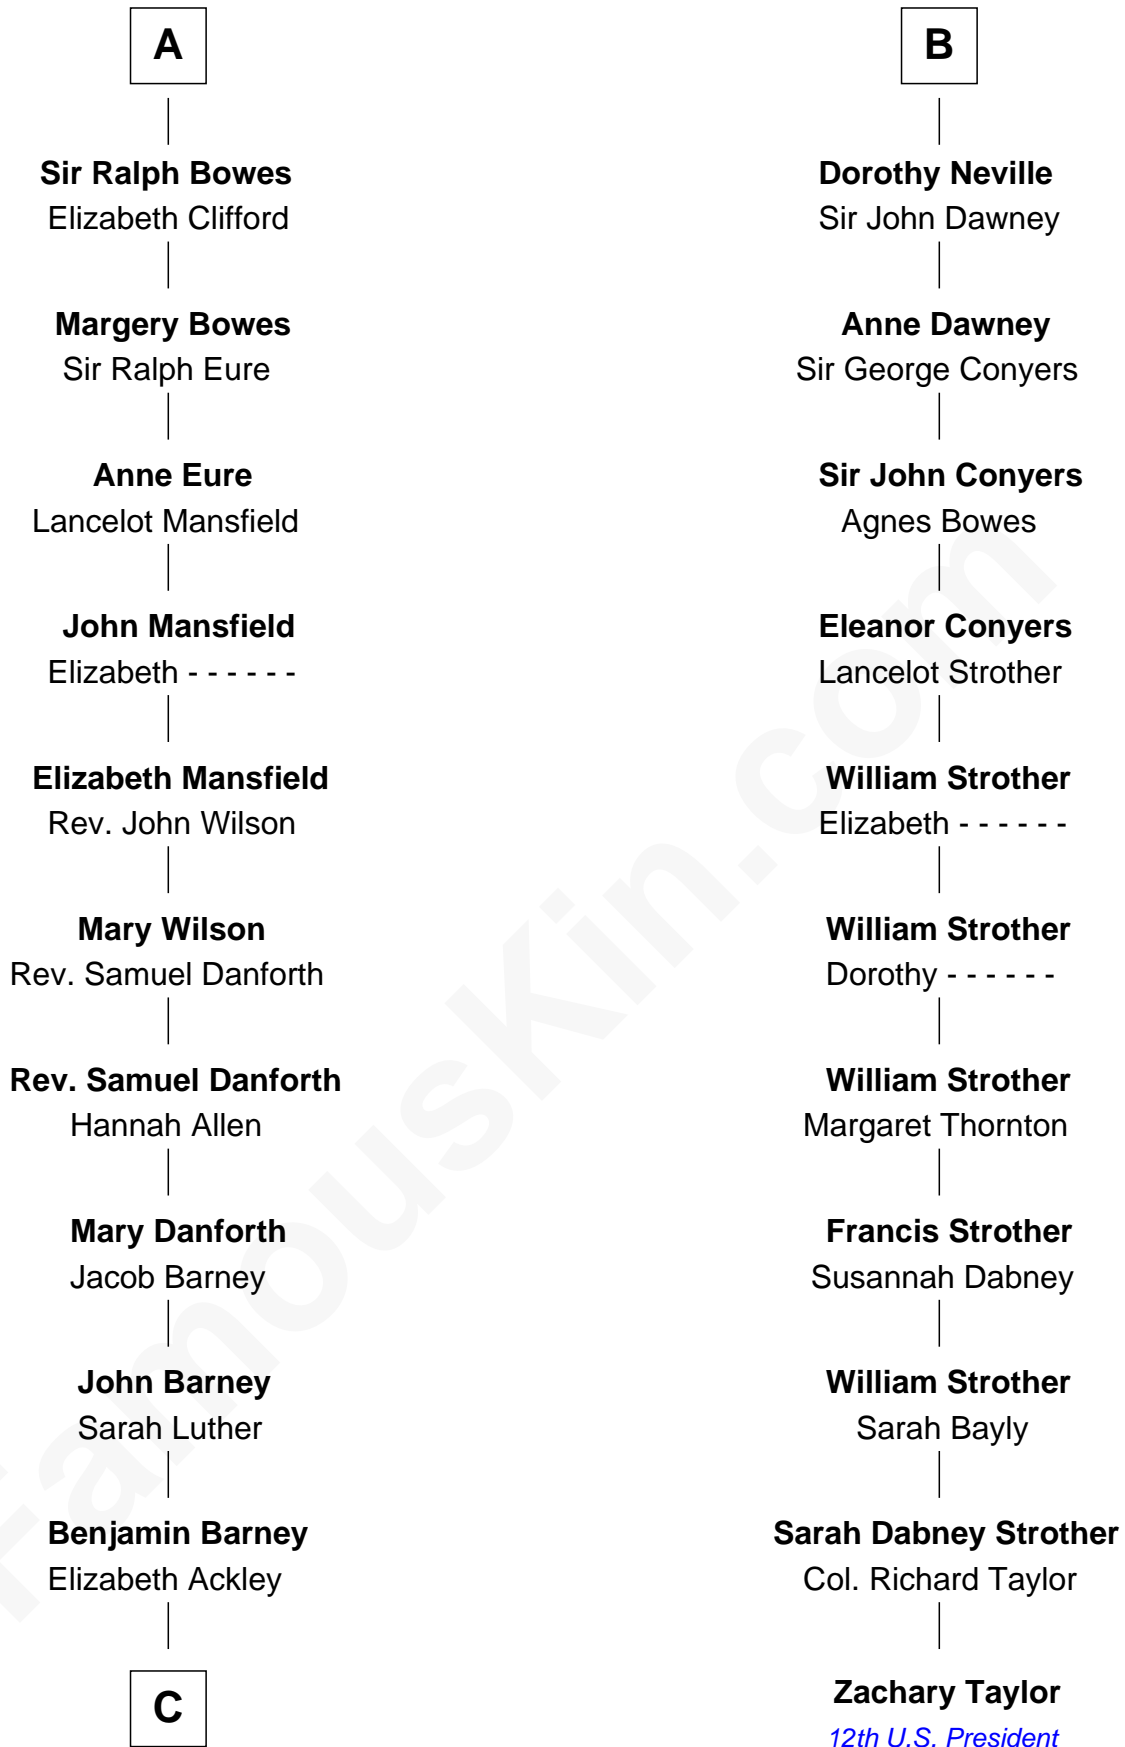 A
B
Sir Ralph Bowes
Elizabeth Clifford
Dorothy Neville
Sir John Dawney
Margery Bowes
Sir Ralph Eure
Anne Dawney
Sir George Conyers
Anne Eure
Lancelot Mansfield
Sir John Conyers
Agnes Bowes
John Mansfield
Elizabeth - - - - - -
Eleanor Conyers
Lancelot Strother
Elizabeth Mansfield
Rev. John Wilson
William Strother
Elizabeth - - - - - -
Mary Wilson
Rev. Samuel Danforth
William Strother
Dorothy - - - - - -
Rev. Samuel Danforth
Hannah Allen
William Strother
Margaret Thornton
Mary Danforth
Jacob Barney
Francis Strother
Susannah Dabney
John Barney
Sarah Luther
William Strother
Sarah Bayly
Benjamin Barney
Elizabeth Ackley
Sarah Dabney Strother
Col. Richard Taylor
C
Zachary Taylor
12th U.S. President
FamousKin.com